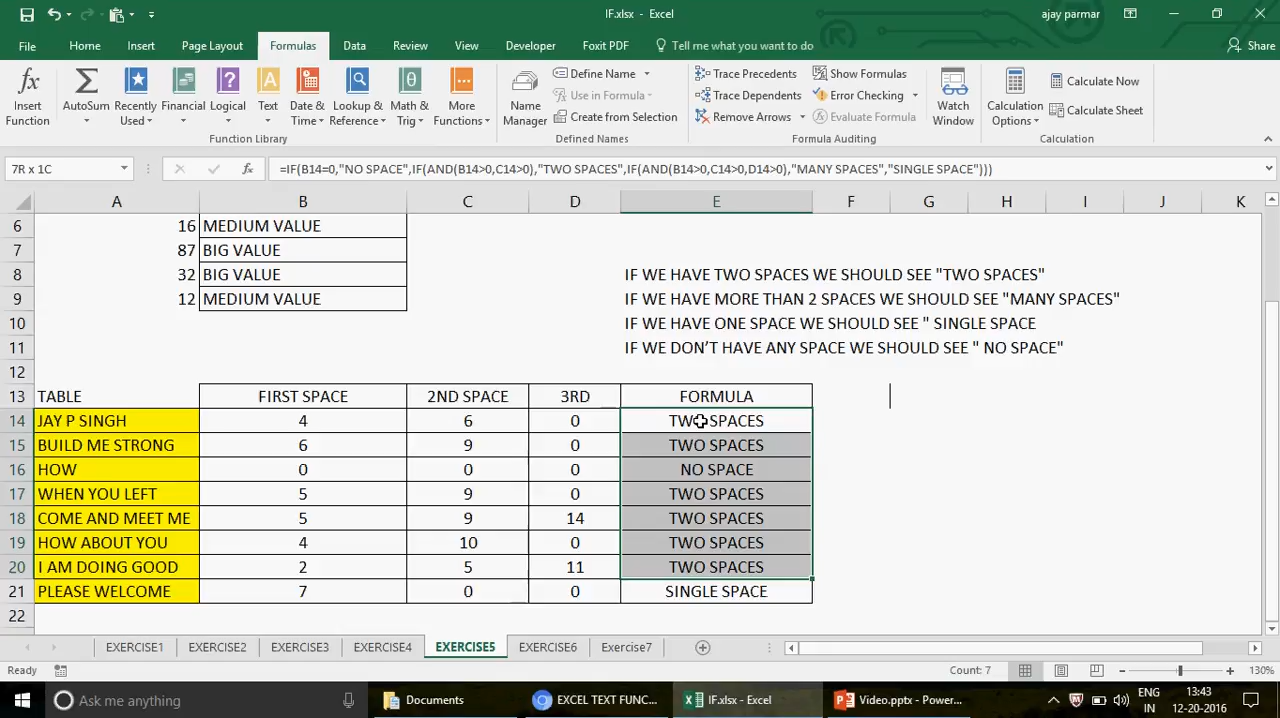 IF.xlsx - Excel
ajay parmar
File Home Insert Page Layout Formulas Data Review View Developer Foxit PDF Tell me what you want to do Share
Insert Function
AutoSum
Recently Used
Financial
Logical
Text
Date & Time
Lookup & Reference
Math & Trig
More Functions
Function Library
Name Manager
Define Name
Use in Formula
Create from Selection
Defined Names
Trace Precedents
Trace Dependents
Remove Arrows
Show Formulas
Error Checking
Evaluate Formula
Formula Auditing
Watch Window
Calculation Options
Calculate Now
Calculate Sheet
Calculation
7R x 1C fx =IF(B14=0,"NO SPACE",IF(AND(B14>0,C14>0),"TWO SPACES",IF(AND(B14>0,C14>0,D14>0),"MANY SPACES","SINGLE SPACE")))
A B C D E F G H I J K
6 16 MEDIUM VALUE
7 87 BIG VALUE
8 32 BIG VALUE IF WE HAVE TWO SPACES WE SHOULD SEE "TWO SPACES"
9 12 MEDIUM VALUE IF WE HAVE MORE THAN 2 SPACES WE SHOULD SEE "MANY SPACES"
10 IF WE HAVE ONE SPACE WE SHOULD SEE " SINGLE SPACE
11 IF WE DON'T HAVE ANY SPACE WE SHOULD SEE " NO SPACE"
12
13 TABLE FIRST SPACE 2ND SPACE 3RD FORMULA
14 JAY P SINGH 4 6 0 TWO SPACES
15 BUILD ME STRONG 6 9 0 TWO SPACES
16 HOW 0 0 0 NO SPACE
17 WHEN YOU LEFT 5 9 0 TWO SPACES
18 COME AND MEET ME 5 9 14 TWO SPACES
19 HOW ABOUT YOU 4 10 0 TWO SPACES
20 I AM DOING GOOD 2 5 11 TWO SPACES
21 PLEASE WELCOME 7 0 0 SINGLE SPACE
22
EXERCISE1 EXERCISE2 EXERCISE3 EXERCISE4 EXERCISE5 EXERCISE6 Exercise7
Ready Count: 7 130%
Ask me anything Documents EXCEL TEXT FUNC... IF.xlsx - Excel Video.pptx - Power... ENG 13:43
IN 12-20-2016